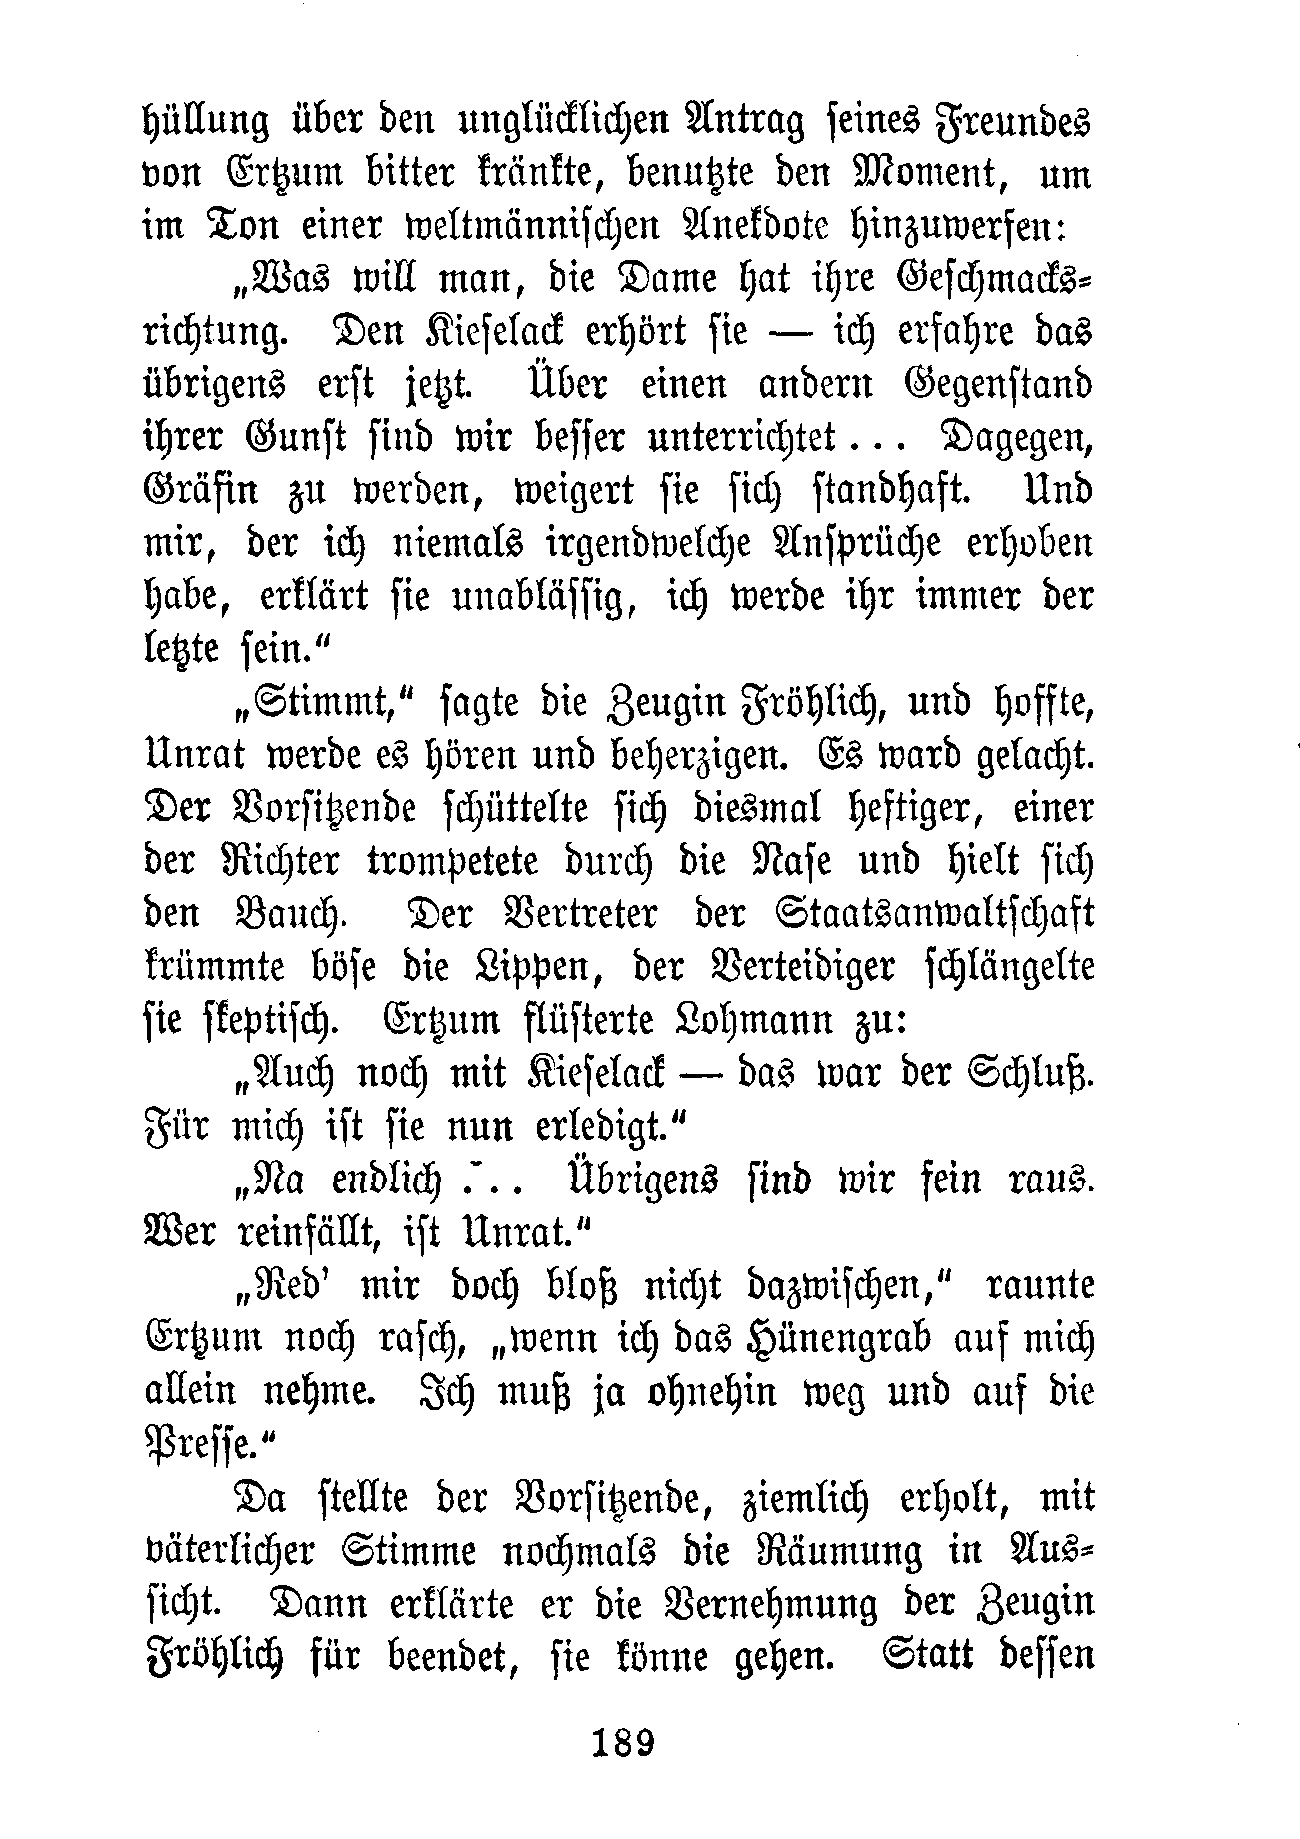 hüllung über den unglücklichen Antrag seines Freundes
von Ertzum bitter kränkte, benutzte den Moment, um
im Ton einer weltmännischen Anekdote hinzuwerfen:
„Was will man, die Dame hat ihre Geschmacks-
richtung. Den Kieselack erhört sie — ich erfahre das
übrigens erst jetzt. Über einen andern Gegenstand
ihrer Gunst sind wir besser unterrichtet . . . Dagegen,
Gräfin zu werden, weigert sie sich standhaft. Und
mir, der ich niemals irgendwelche Ansprüche erhoben
habe, erklärt sie unablässig, ich werde ihr immer der
letzte sein.“
„Stimmt,“ sagte die Zeugin Fröhlich, und hoffte,
Unrat werde es hören und beherzigen. Es ward gelacht.
Der Vorsitzende schüttelte sich diesmal heftiger, einer
der Richter trompetete durch die Nase und hielt sich
den Bauch. Der Vertreter der Staatsanwaltschaft
krümmte böse die Lippen, der Verteidiger schlängelte
sie skeptisch. Ertzum flüsterte Lohmann zu:
„Auch noch mit Kieselack — das war der Schluß.
Für mich ist sie nun erledigt.“
„Na endlich . . . Übrigens sind wir fein raus.
Wer reinfällt, ist Unrat.“
„Red' mir doch bloß nicht dazwischen,“ raunte
Ertzum noch rasch, „wenn ich das Hünengrab auf mich
allein nehme. Ich muß ja ohnehin weg und auf die
Presse.“
Da stellte der Vorsitzende, ziemlich erholt, mit
väterlicher Stimme nochmals die Räumung in Aus-
sicht. Dann erklärte er die Vernehmung der Zeugin
Fröhlich für beendet, sie könne gehen. Statt dessen
189